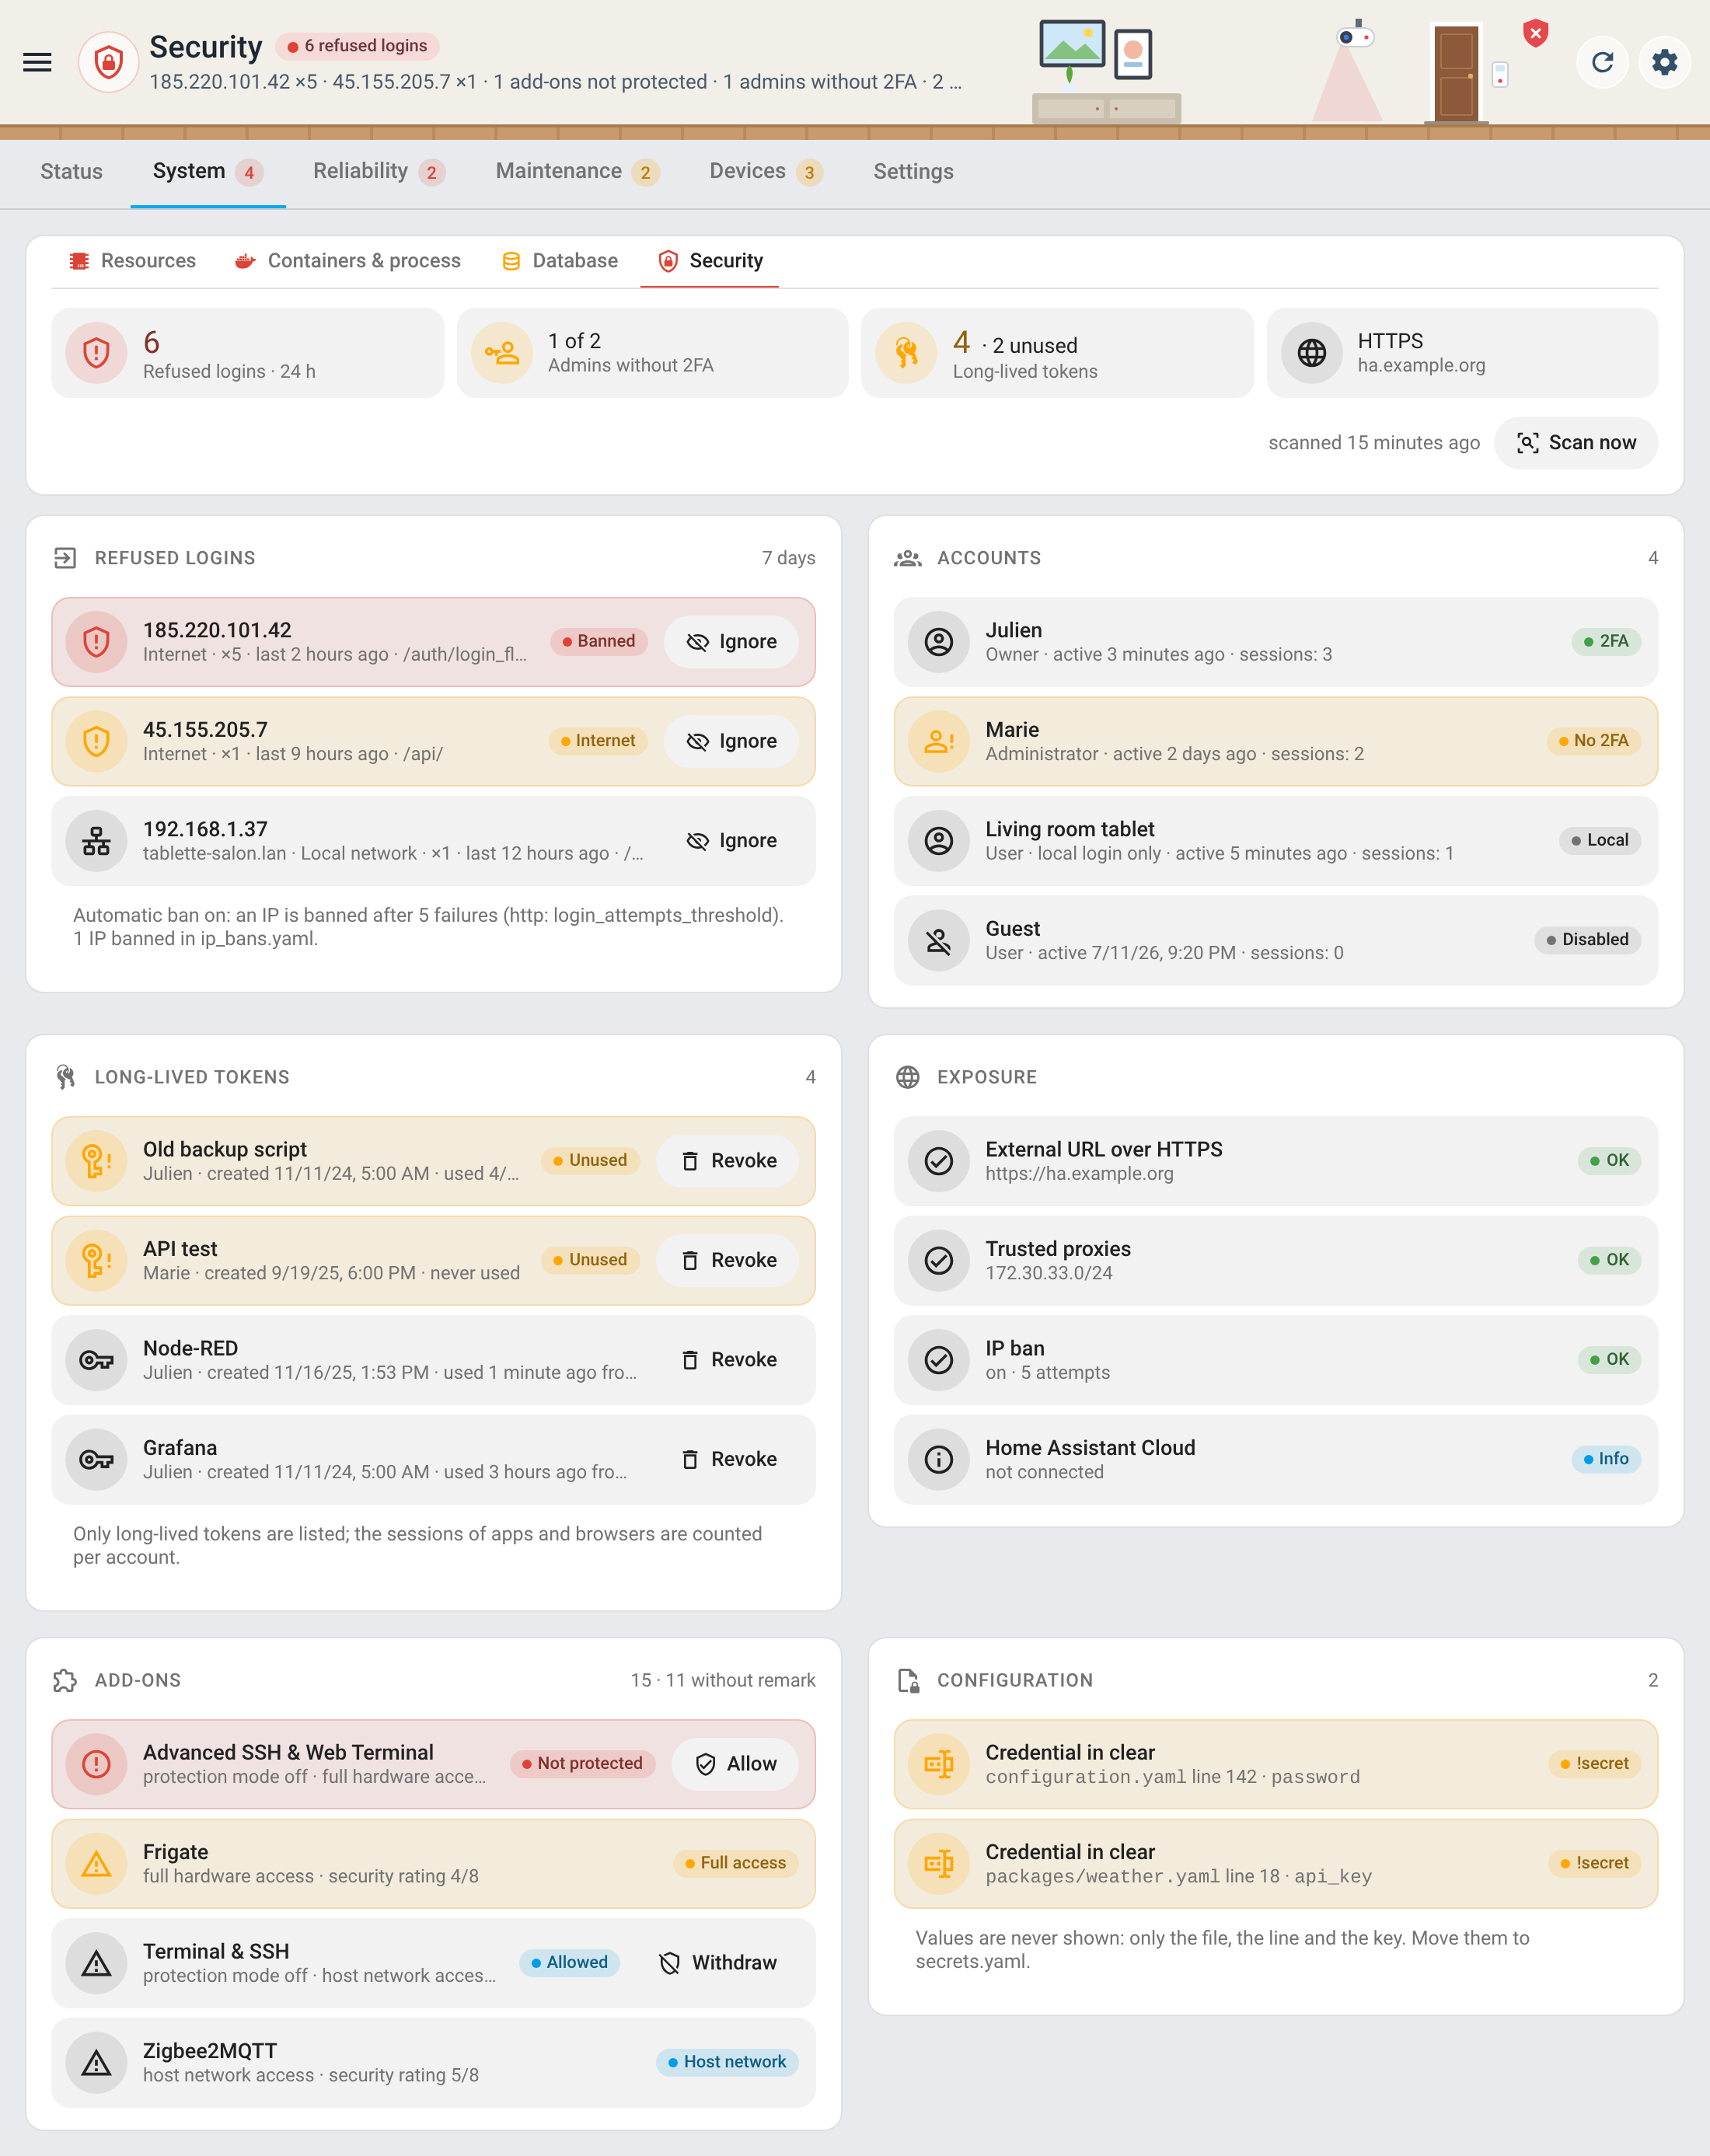 Security
6 refused logins
185.220.101.42 ×5 · 45.155.205.7 ×1 · 1 add-ons not protected · 1 admins without 2FA · 2 ...
Status
System 4
Reliability 2
Maintenance 2
Devices 3
Settings
Resources
Containers & process
Database
Security
6
Refused logins · 24 h
1 of 2
Admins without 2FA
4 · 2 unused
Long-lived tokens
HTTPS
ha.example.org
scanned 15 minutes ago
Scan now
REFUSED LOGINS
7 days
185.220.101.42
Internet · ×5 · last 2 hours ago · /auth/login_fl...
Banned
Ignore
45.155.205.7
Internet · ×1 · last 9 hours ago · /api/
Internet
Ignore
192.168.1.37
tablette-salon.lan · Local network · ×1 · last 12 hours ago · /...
Ignore
Automatic ban on: an IP is banned after 5 failures (http: login_attempts_threshold).
1 IP banned in ip_bans.yaml.
ACCOUNTS
4
Julien
Owner · active 3 minutes ago · sessions: 3
2FA
Marie
Administrator · active 2 days ago · sessions: 2
No 2FA
Living room tablet
User · local login only · active 5 minutes ago · sessions: 1
Local
Guest
User · active 7/11/26, 9:20 PM · sessions: 0
Disabled
LONG-LIVED TOKENS
4
Old backup script
Julien · created 11/11/24, 5:00 AM · used 4/...
Unused
Revoke
API test
Marie · created 9/19/25, 6:00 PM · never used
Unused
Revoke
Node-RED
Julien · created 11/16/25, 1:53 PM · used 1 minute ago fro...
Revoke
Grafana
Julien · created 11/11/24, 5:00 AM · used 3 hours ago fro...
Revoke
Only long-lived tokens are listed; the sessions of apps and browsers are counted
per account.
EXPOSURE
External URL over HTTPS
https://ha.example.org
OK
Trusted proxies
172.30.33.0/24
OK
IP ban
on · 5 attempts
OK
Home Assistant Cloud
not connected
Info
ADD-ONS
15 · 11 without remark
Advanced SSH & Web Terminal
protection mode off · full hardware acce...
Not protected
Allow
Frigate
full hardware access · security rating 4/8
Full access
Terminal & SSH
protection mode off · host network acces...
Allowed
Withdraw
Zigbee2MQTT
host network access · security rating 5/8
Host network
CONFIGURATION
2
Credential in clear
configuration.yaml line 142 · password
!secret
Credential in clear
packages/weather.yaml line 18 · api_key
!secret
Values are never shown: only the file, the line and the key. Move them to
secrets.yaml.